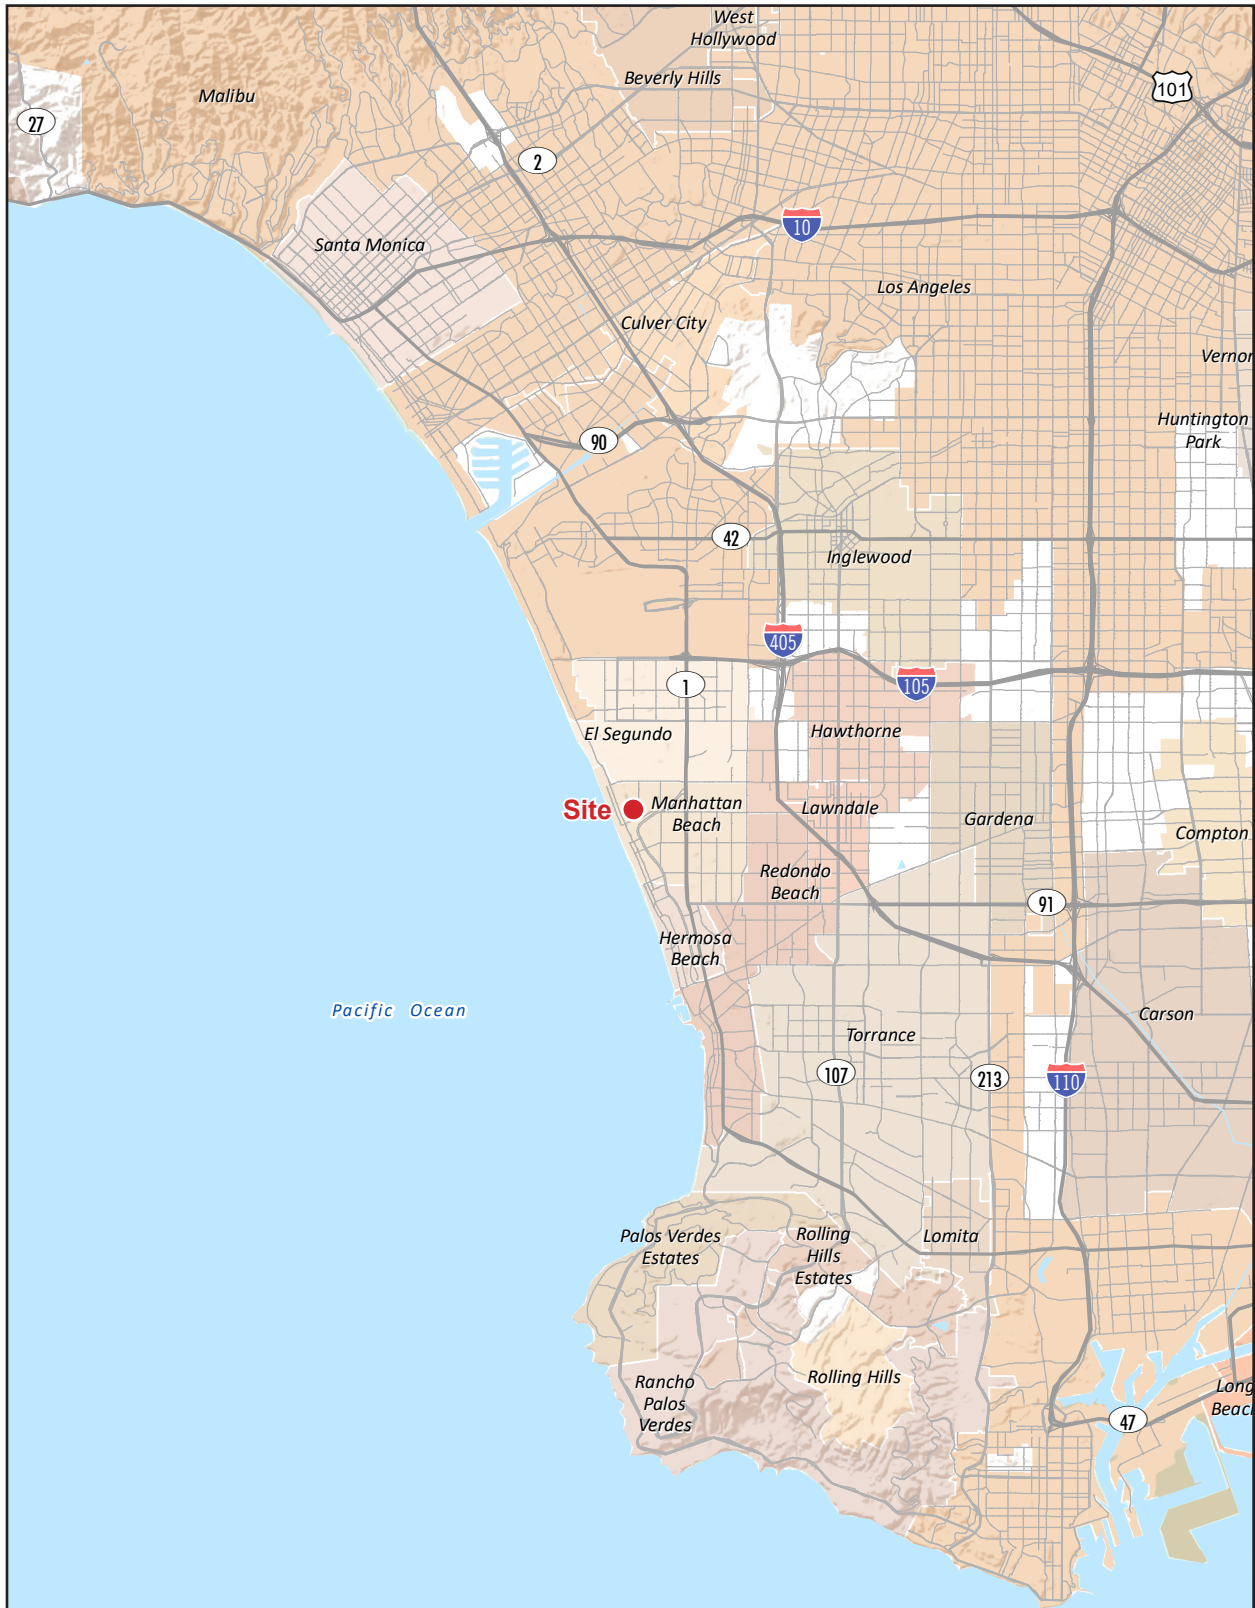 West
Hollywood
Beverly Hills
101
Malibu
27
2
10
Santa Monica
Los Angeles
Culver City
Vernon
Huntington
Park
90
42
Inglewood
405
1
105
El Segundo
Hawthorne
Site
Manhattan
Beach
Lawndale
Gardena
Compton
Redondo
Beach
91
Hermosa
Beach
Pacific Ocean
Carson
Torrance
107
213
110
Palos Verdes
Estates
Rolling
Hills
Estates
Lomita
Rolling Hills
Rancho
Palos
Verdes
Long
Beach
47